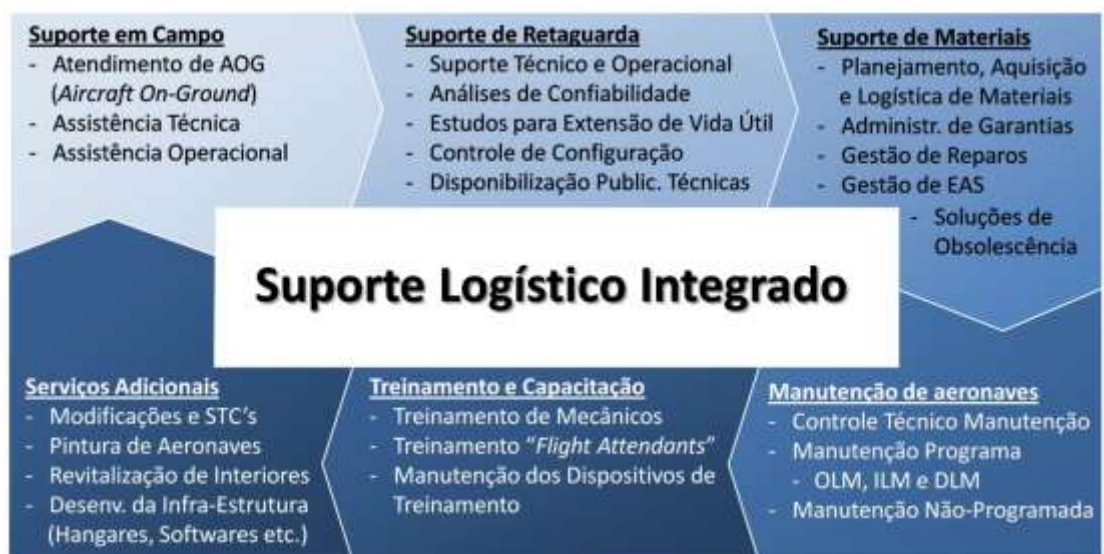 Suporte em Campo
- Atendimento de AOG
(Aircraft On-Ground)
- Assistência Técnica
- Assistência Operacional
Suporte de Retaguarda
- Suporte Técnico e Operacional
- Análises de Confiabilidade
- Estudos para Extensão de Vida Útil
- Controle de Configuração
- Disponibilização Public. Técnicas
Suporte de Materiais
- Planejamento, Aquisição
e Logística de Materiais
- Administr. de Garantias
- Gestão de Reparos
- Gestão de EAS
- Soluções de
Obsolescência
Suporte Logístico Integrado
Serviços Adicionais
- Modificações e STC's
- Pintura de Aeronaves
- Revitalização de Interiores
- Desenv. da Infra-Estrutura
(Hangares, Softwares etc.)
Treinamento e Capacitação
- Treinamento de Mecânicos
- Treinamento "Flight Attendants"
- Manutenção dos Dispositivos de
Treinamento
Manutenção de aeronaves
- Controle Técnico Manutenção
- Manutenção Programa
- OLM, ILM e DLM
- Manutenção Não-Programada